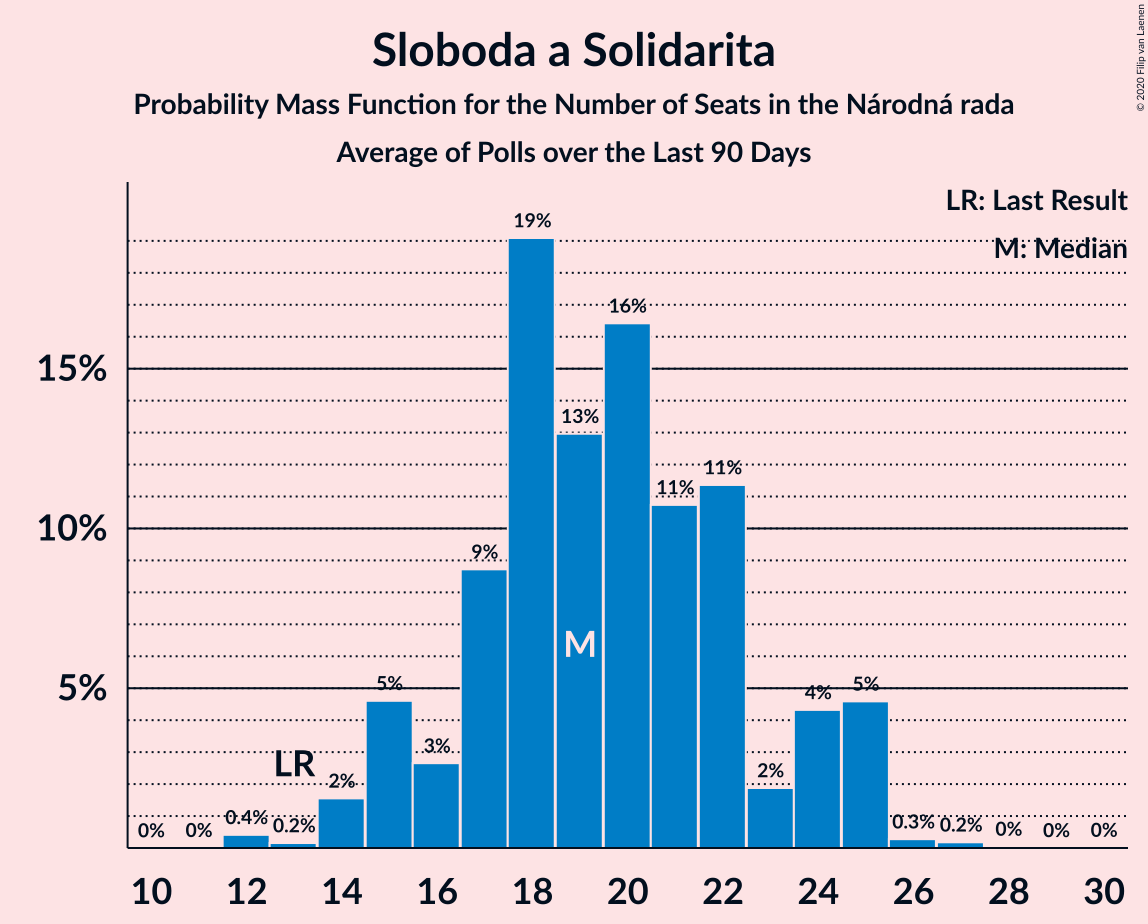 Sloboda a Solidarita
Probability Mass Function for the Number of Seats in the Národná rada
Average of Polls over the Last 90 Days
© 2020 Filip van Laenen
LR: Last Result
M: Median
15%
10%
5%
0%
0%
0.4%
0.2%
2%
5%
3%
9%
19%
13%
16%
11%
11%
2%
4%
5%
0.3%
0.2%
0%
0%
0%
LR
M
10 12 14 16 18 20 22 24 26 28 30